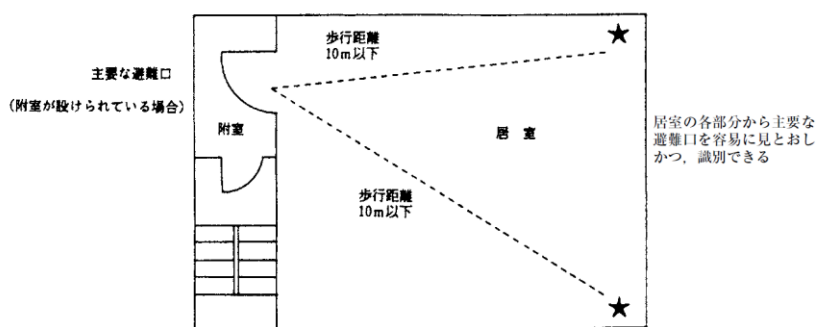 歩行距離
10m以下
主要な避難口
（附室が設けられている場合）
附室
居 室
居室の各部分から主要な
避難口を容易に見とおし
かつ，識別できる
歩行距離
10m以下